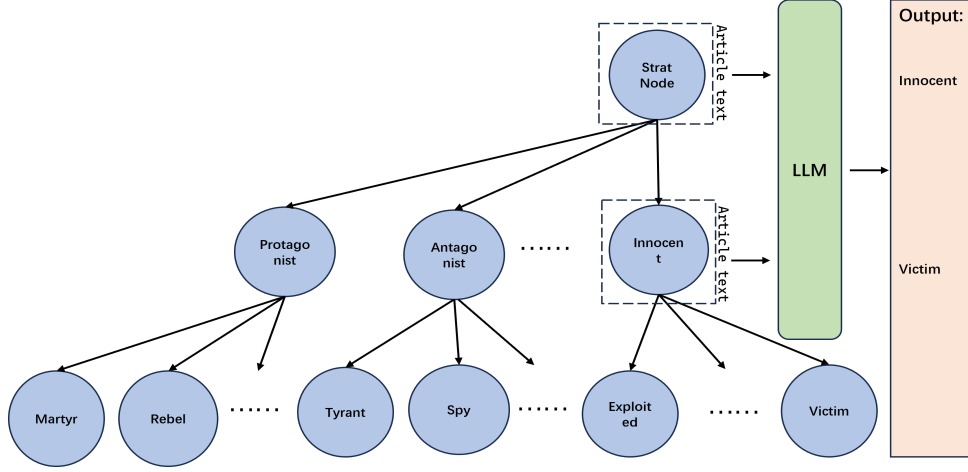 Output:
Strat
Node
Article text
Innocent
LLM
Protago
nist
Antago
nist
......
Innocen
t
Article text
Victim
Martyr
Rebel
......
Tyrant
Spy
......
Exploit
ed
......
Victim